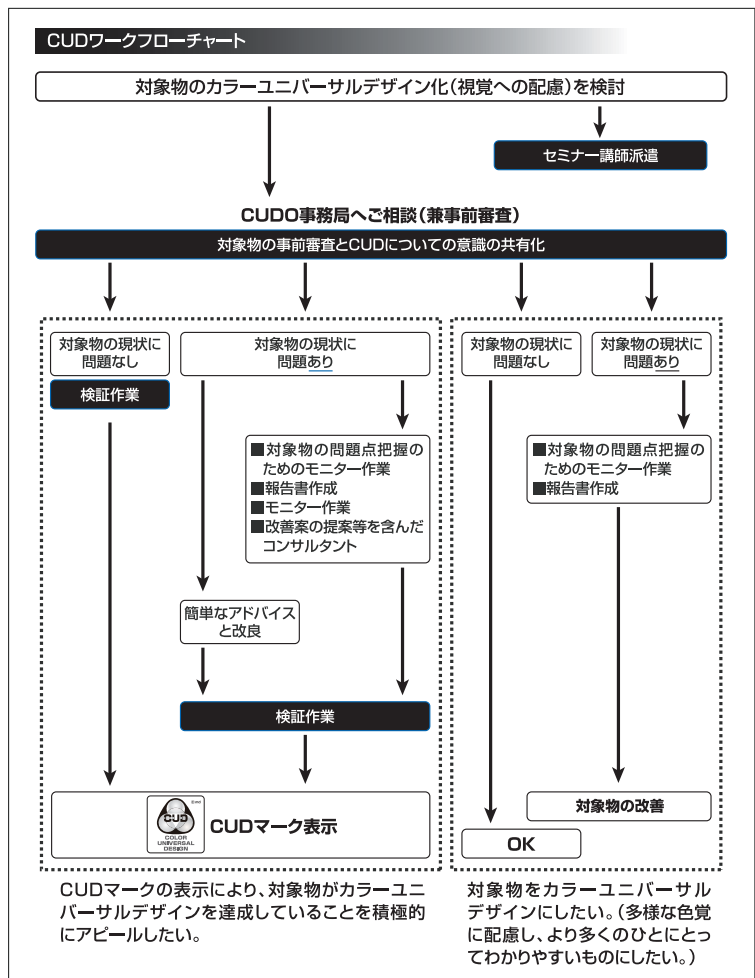 CUDワークフローチャート
対象物のカラーユニバーサルデザイン化(視覚への配慮)を検討
セミナー講師派遣
CUDO事務局へご相談(兼事前審査)
対象物の事前審査とCUDについての意識の共有化
対象物の現状に
問題なし
検証作業
対象物の現状に
問題あり
■対象物の問題点把握の
ためのモニター作業
■報告書作成
■モニター作業
■改善案の提案等を含んだ
コンサルタント
簡単なアドバイス
と改良
検証作業
CUD
COLOR
UNIVERSAL
DESIGN
CUDマーク表示
CUDマークの表示により、対象物がカラーユニ
バーサルデザインを達成していることを積極的
にアピールしたい。
対象物の現状に
問題なし
対象物の現状に
問題あり
■対象物の問題点把握の
ためのモニター作業
■報告書作成
対象物の改善
OK
対象物をカラーユニバーサル
デザインにしたい。(多様な色覚
に配慮し、より多くのひとにとっ
てわかりやすいものにしたい。)